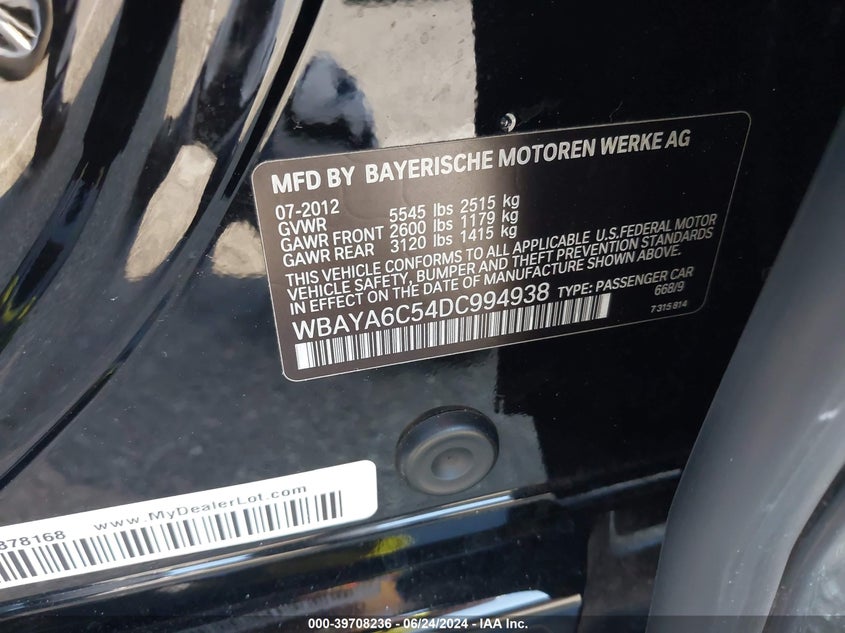 MFD BY BAYERISCHE MOTOREN WERKE AG
07-2012
GVWR 5545 lbs 2515 kg
GAWR FRONT 2600 lbs 1179 kg
GAWR REAR 3120 lbs 1415 kg
THIS VEHICLE CONFORMS TO ALL APPLICABLE U.S.FEDERAL MOTOR
VEHICLE SAFETY, BUMPER AND THEFT PREVENTION STANDARDS
IN EFFECT ON THE DATE OF MANUFACTURE SHOWN ABOVE.
WBAYA6C54DC994938 TYPE: PASSENGER CAR
668/9
7 315 814
www.MyDealerLot.com
878168
000-39708236 - 06/24/2024 - IAA Inc.